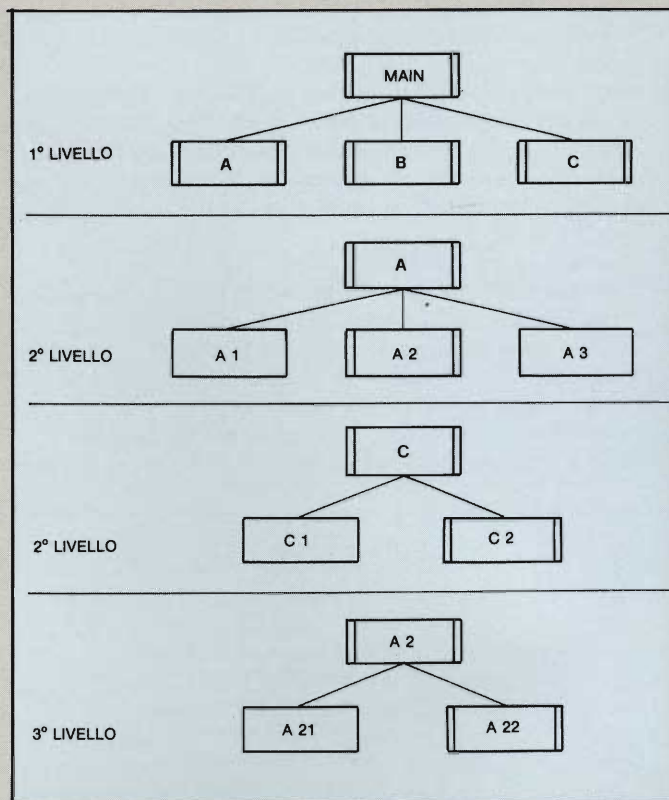 MAIN
1° LIVELLO
A
B
C
A
2° LIVELLO
A 1
A 2
A 3
C
2° LIVELLO
C 1
C 2
A 2
3° LIVELLO
A 21
A 22